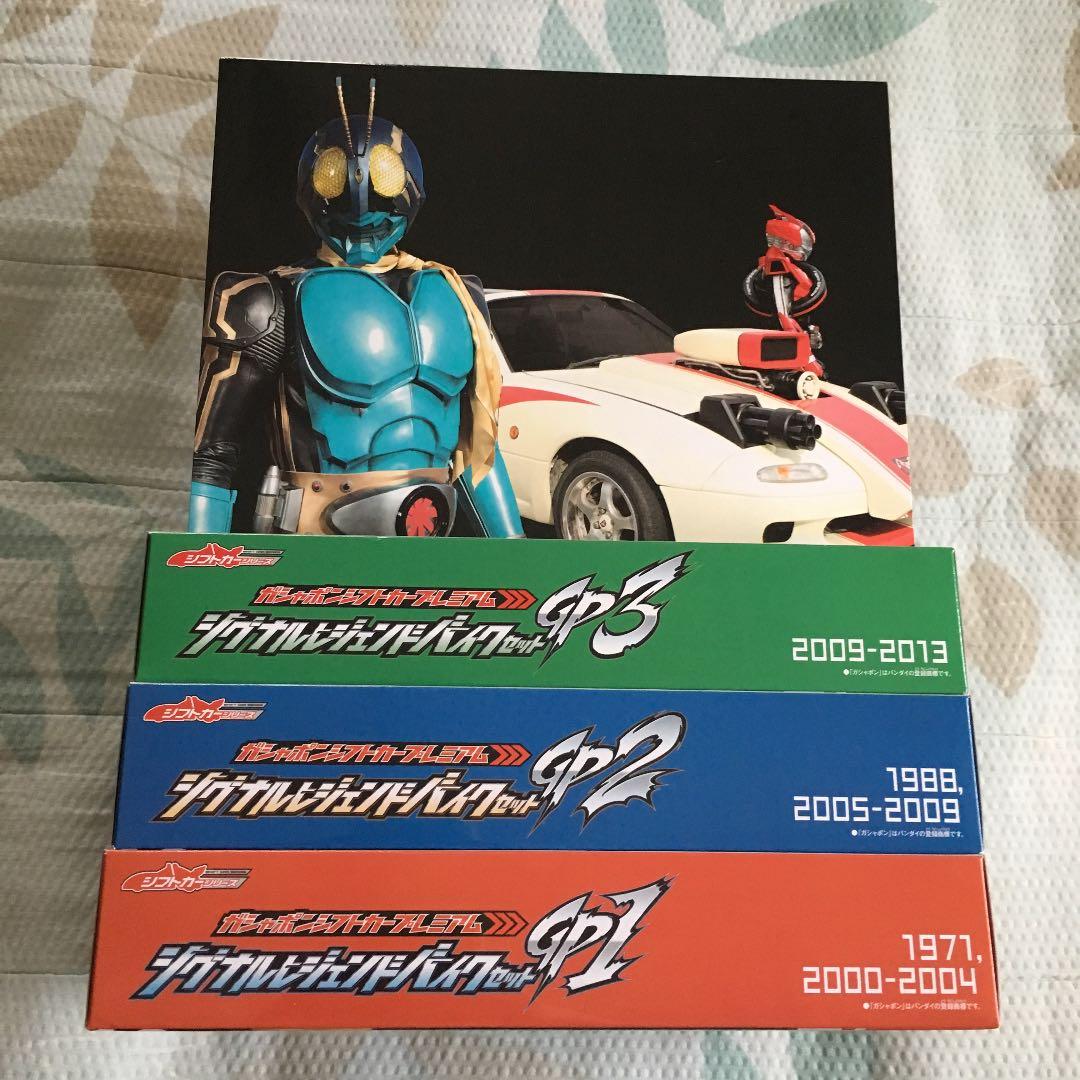 シフトカーシリーズ
ガシャポンシフトカープレミアム
シグナルレジェンドバイクセット GP3
2009-2013
●「ガシャポン」はバンダイの登録商標です。
シフトカーシリーズ
ガシャポンシフトカープレミアム
シグナルレジェンドバイクセット GP2
1988,
2005-2009
●「ガシャポン」はバンダイの登録商標です。
シフトカーシリーズ
ガシャポンシフトカープレミアム
シグナルレジェンドバイクセット GP1
1971,
2000-2004
●「ガシャポン」はバンダイの登録商標です。